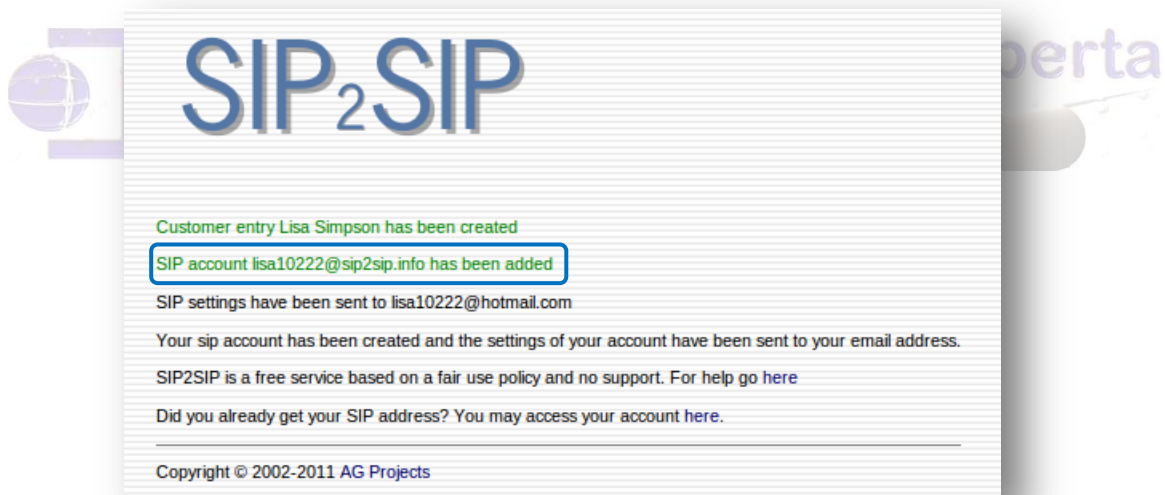 SIP2SIP
perta
Customer entry Lisa Simpson has been created
SIP account lisa10222@sip2sip.info has been added
SIP settings have been sent to lisa10222@hotmail.com
Your sip account has been created and the settings of your account have been sent to your email address.
SIP2SIP is a free service based on a fair use policy and no support. For help go here
Did you already get your SIP address? You may access your account here.
Copyright © 2002-2011 AG Projects